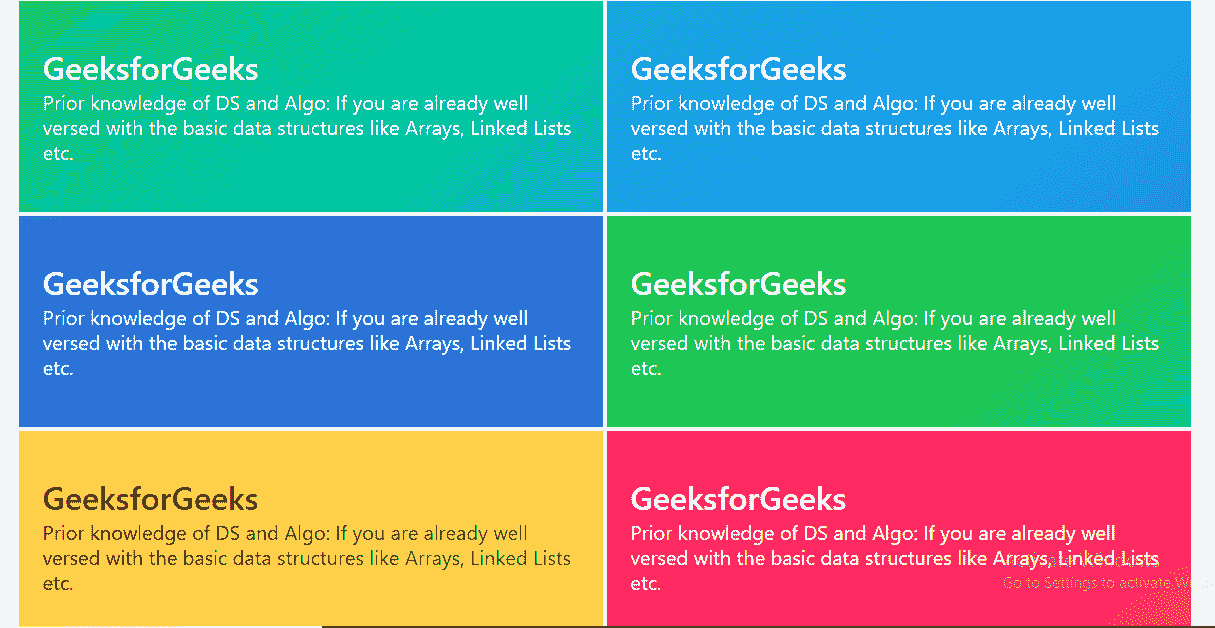 GeeksforGeeks
Prior knowledge of DS and Algo: If you are already well
versed with the basic data structures like Arrays, Linked Lists
etc.
GeeksforGeeks
Prior knowledge of DS and Algo: If you are already well
versed with the basic data structures like Arrays, Linked Lists
etc.
GeeksforGeeks
Prior knowledge of DS and Algo: If you are already well
versed with the basic data structures like Arrays, Linked Lists
etc.
GeeksforGeeks
Prior knowledge of DS and Algo: If you are already well
versed with the basic data structures like Arrays, Linked Lists
etc.
GeeksforGeeks
Prior knowledge of DS and Algo: If you are already well
versed with the basic data structures like Arrays, Linked Lists
etc.
GeeksforGeeks
Prior knowledge of DS and Algo: If you are already well
versed with the basic data structures like Arrays, Linked Lists
etc.
Go to Settings to activate